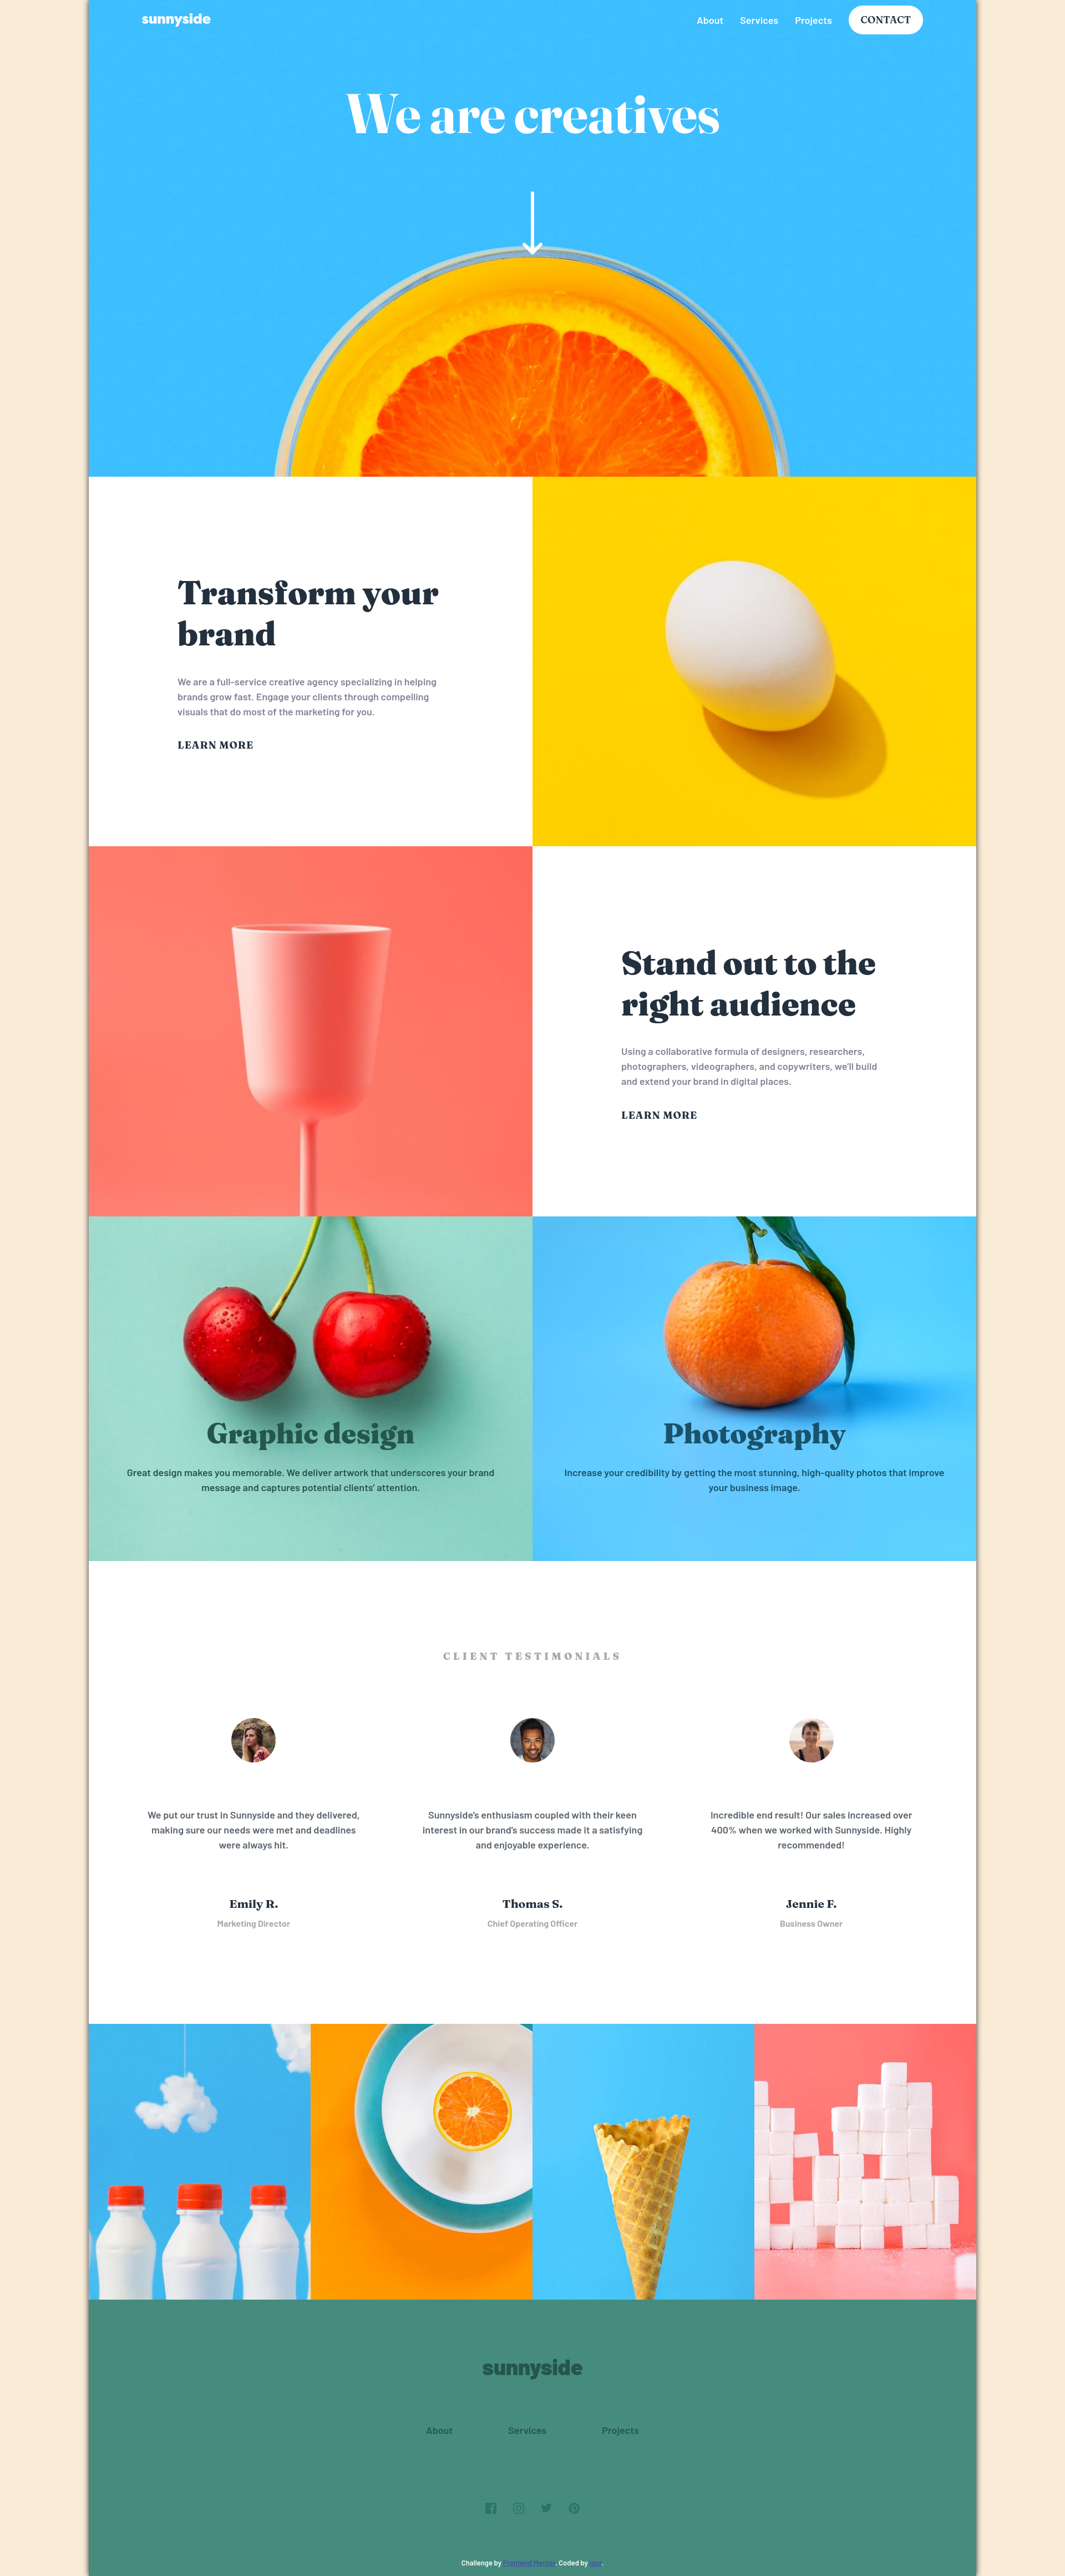 sunnyside
About Services Projects CONTACT
We are creatives
Transform your
brand
We are a full-service creative agency specializing in helping
brands grow fast. Engage your clients through compelling
visuals that do most of the marketing for you.
LEARN MORE
Stand out to the
right audience
Using a collaborative formula of designers, researchers,
photographers, videographers, and copywriters, we'll build
and extend your brand in digital places.
LEARN MORE
Graphic design
Great design makes you memorable. We deliver artwork that underscores your brand
message and captures potential clients’ attention.
Photography
Increase your credibility by getting the most stunning, high-quality photos that improve
your business image.
CLIENT TESTIMONIALS
We put our trust in Sunnyside and they delivered,
making sure our needs were met and deadlines
were always hit.
Emily R.
Marketing Director
Sunnyside’s enthusiasm coupled with their keen
interest in our brand’s success made it a satisfying
and enjoyable experience.
Thomas S.
Chief Operating Officer
Incredible end result! Our sales increased over
400% when we worked with Sunnyside. Highly
recommended!
Jennie F.
Business Owner
sunnyside
About Services Projects
Challenge by Frontend Mentor. Coded by